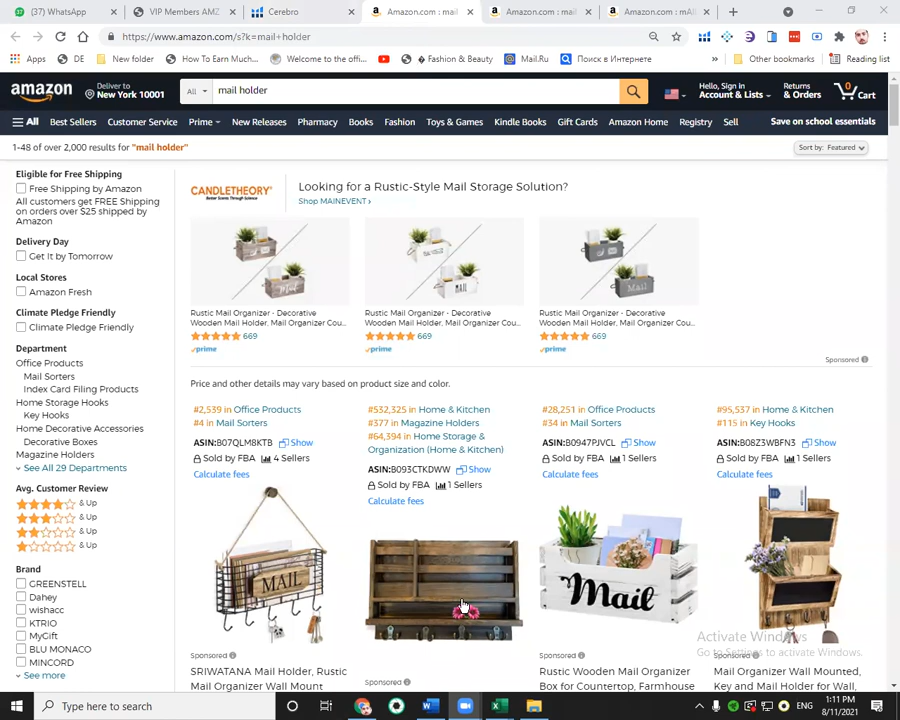 (37) WhatsApp
VIP Members AMZ
Cerebro
Amazon.com : mail
Amazon.com : mail
Amazon.com : mAil
https://www.amazon.com/s?k=mail+holder
Apps
DE
New folder
How To Earn Much...
Welcome to the offi...
Fashion & Beauty
Mail.Ru
Поиск в Интернете
»
Other bookmarks
Reading list
amazon
Deliver to
New York 10001
All
mail holder
Hello, Sign in
Account & Lists
Returns
& Orders
0
Cart
All
Best Sellers
Customer Service
Prime
New Releases
Pharmacy
Books
Fashion
Toys & Games
Kindle Books
Gift Cards
Amazon Home
Registry
Sell
Save on school essentials
1-48 of over 2,000 results for "mail holder"
Sort by: Featured
Eligible for Free Shipping
Free Shipping by Amazon
All customers get FREE Shipping
on orders over $25 shipped by
Amazon
Delivery Day
Get It by Tomorrow
Local Stores
Amazon Fresh
Climate Pledge Friendly
Climate Pledge Friendly
Department
Office Products
Mail Sorters
Index Card Filing Products
Home Storage Hooks
Key Hooks
Home Decorative Accessories
Decorative Boxes
Magazine Holders
See All 29 Departments
Avg. Customer Review
& Up
& Up
& Up
& Up
Brand
GREENSTELL
Dahey
wishacc
KTRIO
MyGift
BLU MONACO
MINCORD
See more
CANDLETHEORY
Better Scents Through Science
Looking for a Rustic-Style Mail Storage Solution?
Shop MAINEVENT ›
Mail
MAIL
Mail
Rustic Mail Organizer - Decorative
Wooden Mail Holder, Mail Organizer Cou...
669
prime
Rustic Mail Organizer - Decorative
Wooden Mail Holder, Mail Organizer Cou...
669
prime
Rustic Mail Organizer - Decorative
Wooden Mail Holder, Mail Organizer Cou...
669
prime
Sponsored
Price and other details may vary based on product size and color.
#2,539 in Office Products
#4 in Mail Sorters
ASIN:B07QLM8KTB Show
Sold by FBA 4 Sellers
Calculate fees
MAIL
Sponsored
SRIWATANA Mail Holder, Rustic
Mail Organizer Wall Mount
#532,325 in Home & Kitchen
#377 in Magazine Holders
#64,394 in Home Storage &
Organization (Home & Kitchen)
ASIN:B093CTKDWW Show
Sold by FBA 1 Sellers
Calculate fees
Sponsored
#28,251 in Office Products
#34 in Mail Sorters
ASIN:B0947PJVCL Show
Sold by FBA 1 Sellers
Calculate fees
Mail
Sponsored
Rustic Wooden Mail Organizer
Box for Countertop, Farmhouse
#95,537 in Home & Kitchen
#115 in Key Hooks
ASIN:B08Z3WBFN3 Show
Sold by FBA 1 Sellers
Calculate fees
Sponsored
Mail Organizer Wall Mounted,
Key and Mail Holder for Wall,
Activate Windows
Go to Settings to activate Windows.
Type here to search
ENG
1:11 PM
8/11/2021